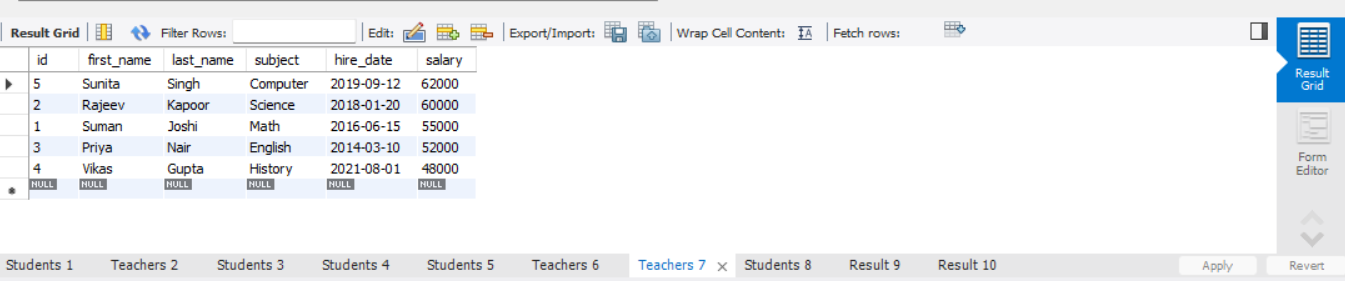 Result Grid Filter Rows: Edit: Export/Import: Wrap Cell Content: IA Fetch rows:
id first_name last_name subject hire_date salary
5 Sunita Singh Computer 2019-09-12 62000
2 Rajeev Kapoor Science 2018-01-20 60000
1 Suman Joshi Math 2016-06-15 55000
3 Priya Nair English 2014-03-10 52000
4 Vikas Gupta History 2021-08-01 48000
NULL NULL NULL NULL NULL NULL
Result
Grid
Form
Editor
Students 1 Teachers 2 Students 3 Students 4 Students 5 Teachers 6 Teachers 7 × Students 8 Result 9 Result 10 Apply Revert